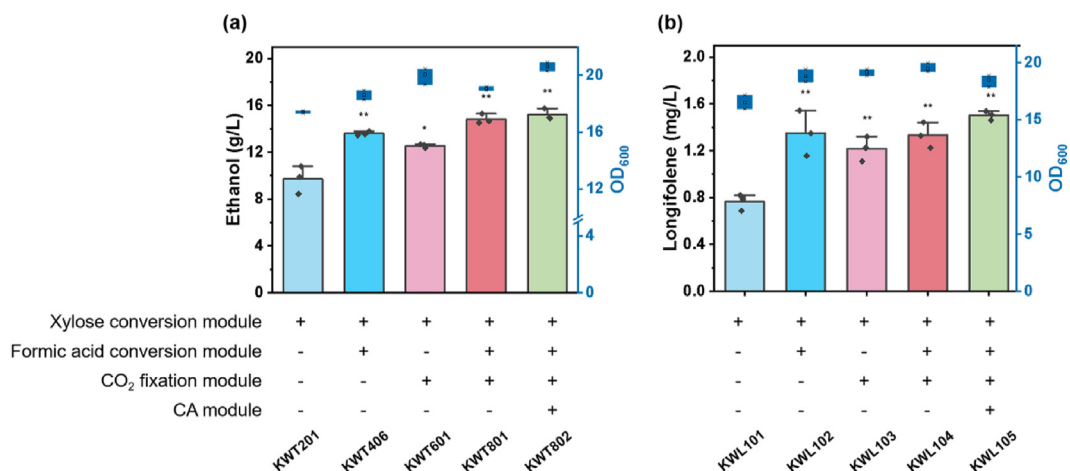 (a)
(b)
20
16
12
8
4
0
Ethanol (g/L)
20
16
12
4
0
OD600
**
*
**
**
2.0
1.6
1.2
0.8
0.4
0.0
Longifolene (mg/L)
20
15
10
5
0
OD600
**
**
**
**
Xylose conversion module + + + + + + + + + +
Formic acid conversion module - + - + + - + - + +
CO2 fixation module - - + + + - - + + +
CA module - - - - + - - - - +
KWT201 KWT406 KWT601 KWT801 KWT802 KWL101 KWL102 KWL103 KWL104 KWL105